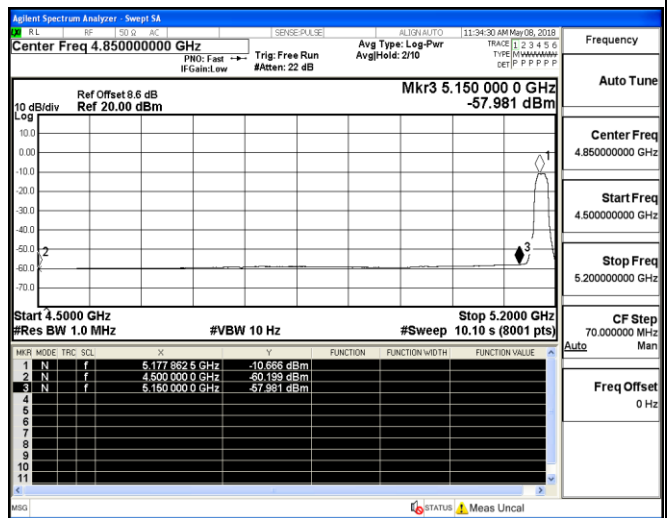 Agilent Spectrum Analyzer - Swept SA
RL RF 50 Ω AC SENSE:PULSE ALIGN AUTO 11:34:30 AM May 08, 2018
Center Freq 4.850000000 GHz
PNO: Fast
IFGain:Low
Trig: Free Run
#Atten: 22 dB
Avg Type: Log-Pwr
Avg|Hold: 2/10
TRACE 1 2 3 4 5 6
TYPE MWWWWW
DET P P P P P P
Frequency
Auto Tune
Center Freq
4.850000000 GHz
Start Freq
4.500000000 GHz
Stop Freq
5.200000000 GHz
CF Step
70.000000 MHz
Auto Man
Freq Offset
0 Hz
Ref Offset 8.6 dB
10 dB/div Ref 20.00 dBm
Log
Mkr3 5.150 000 0 GHz
-57.981 dBm
10.0
0.00
-10.0
-20.0
-30.0
-40.0
-50.0
-60.0
-70.0
1
2
3
Start 4.5000 GHz Stop 5.2000 GHz
#Res BW 1.0 MHz #VBW 10 Hz #Sweep 10.10 s (8001 pts)
MKR MODE TRC SCL X Y FUNCTION FUNCTION WIDTH FUNCTION VALUE
1 N f 5.177 862 5 GHz -10.666 dBm
2 N f 4.500 000 0 GHz -60.199 dBm
3 N f 5.150 000 0 GHz -57.981 dBm
4
5
6
7
8
9
10
11
MSG STATUS Meas Uncal